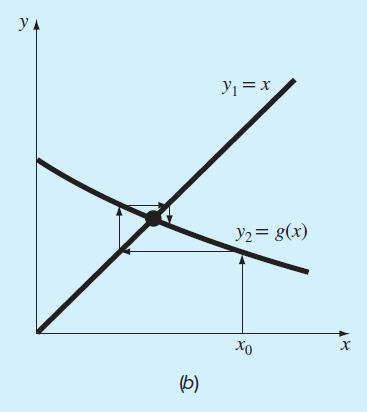 y
y₁ = x
y₂ = g(x)
x₀
x
(b)